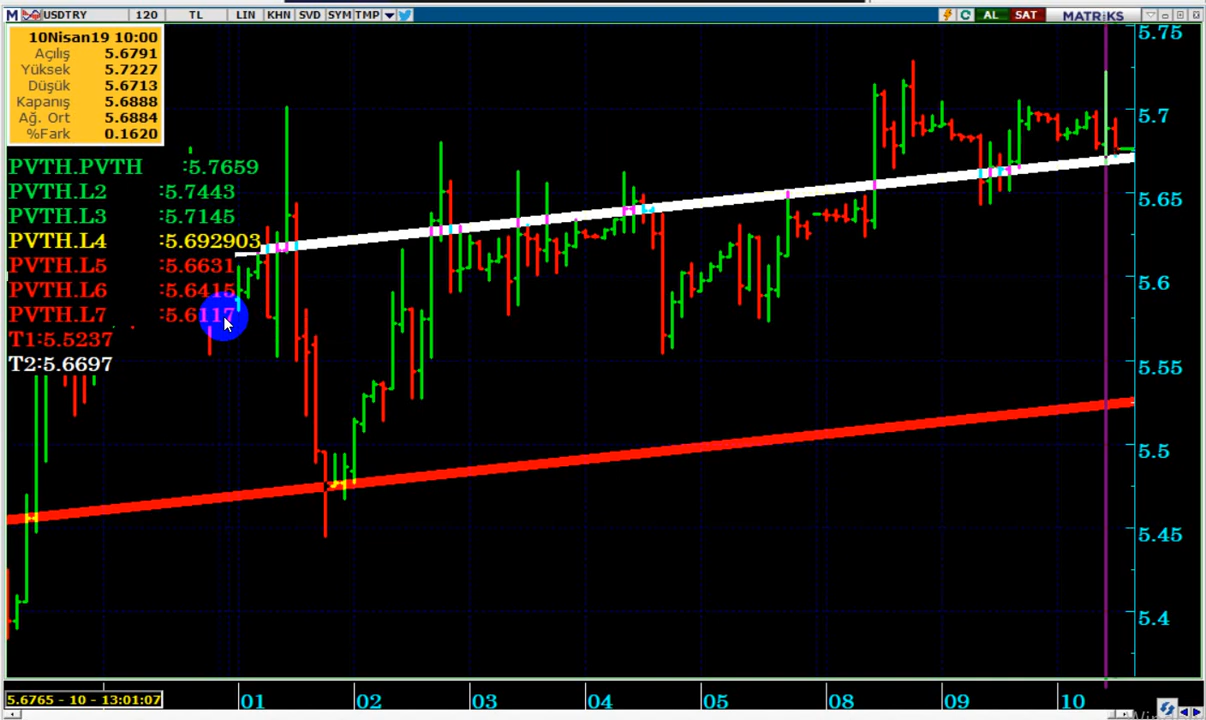 M USDTRY 120 TL LIN KHN SVD SYM TMP AL SAT MATRiKS
10Nisan19 10:00
Açılış 5.6791
Yüksek 5.7227
Düşük 5.6713
Kapanış 5.6888
Ağ. Ort 5.6884
%Fark 0.1620
PVTH.PVTH :5.7659
PVTH.L2 :5.7443
PVTH.L3 :5.7145
PVTH.L4 :5.692903
PVTH.L5 :5.6631
PVTH.L6 :5.6415
PVTH.L7 :5.6117
T1:5.5237
T2:5.6697
5.75
5.7
5.65
5.6
5.55
5.5
5.45
5.4
5.6765 - 10 - 13:01:07
01 02 03 04 05 08 09 10